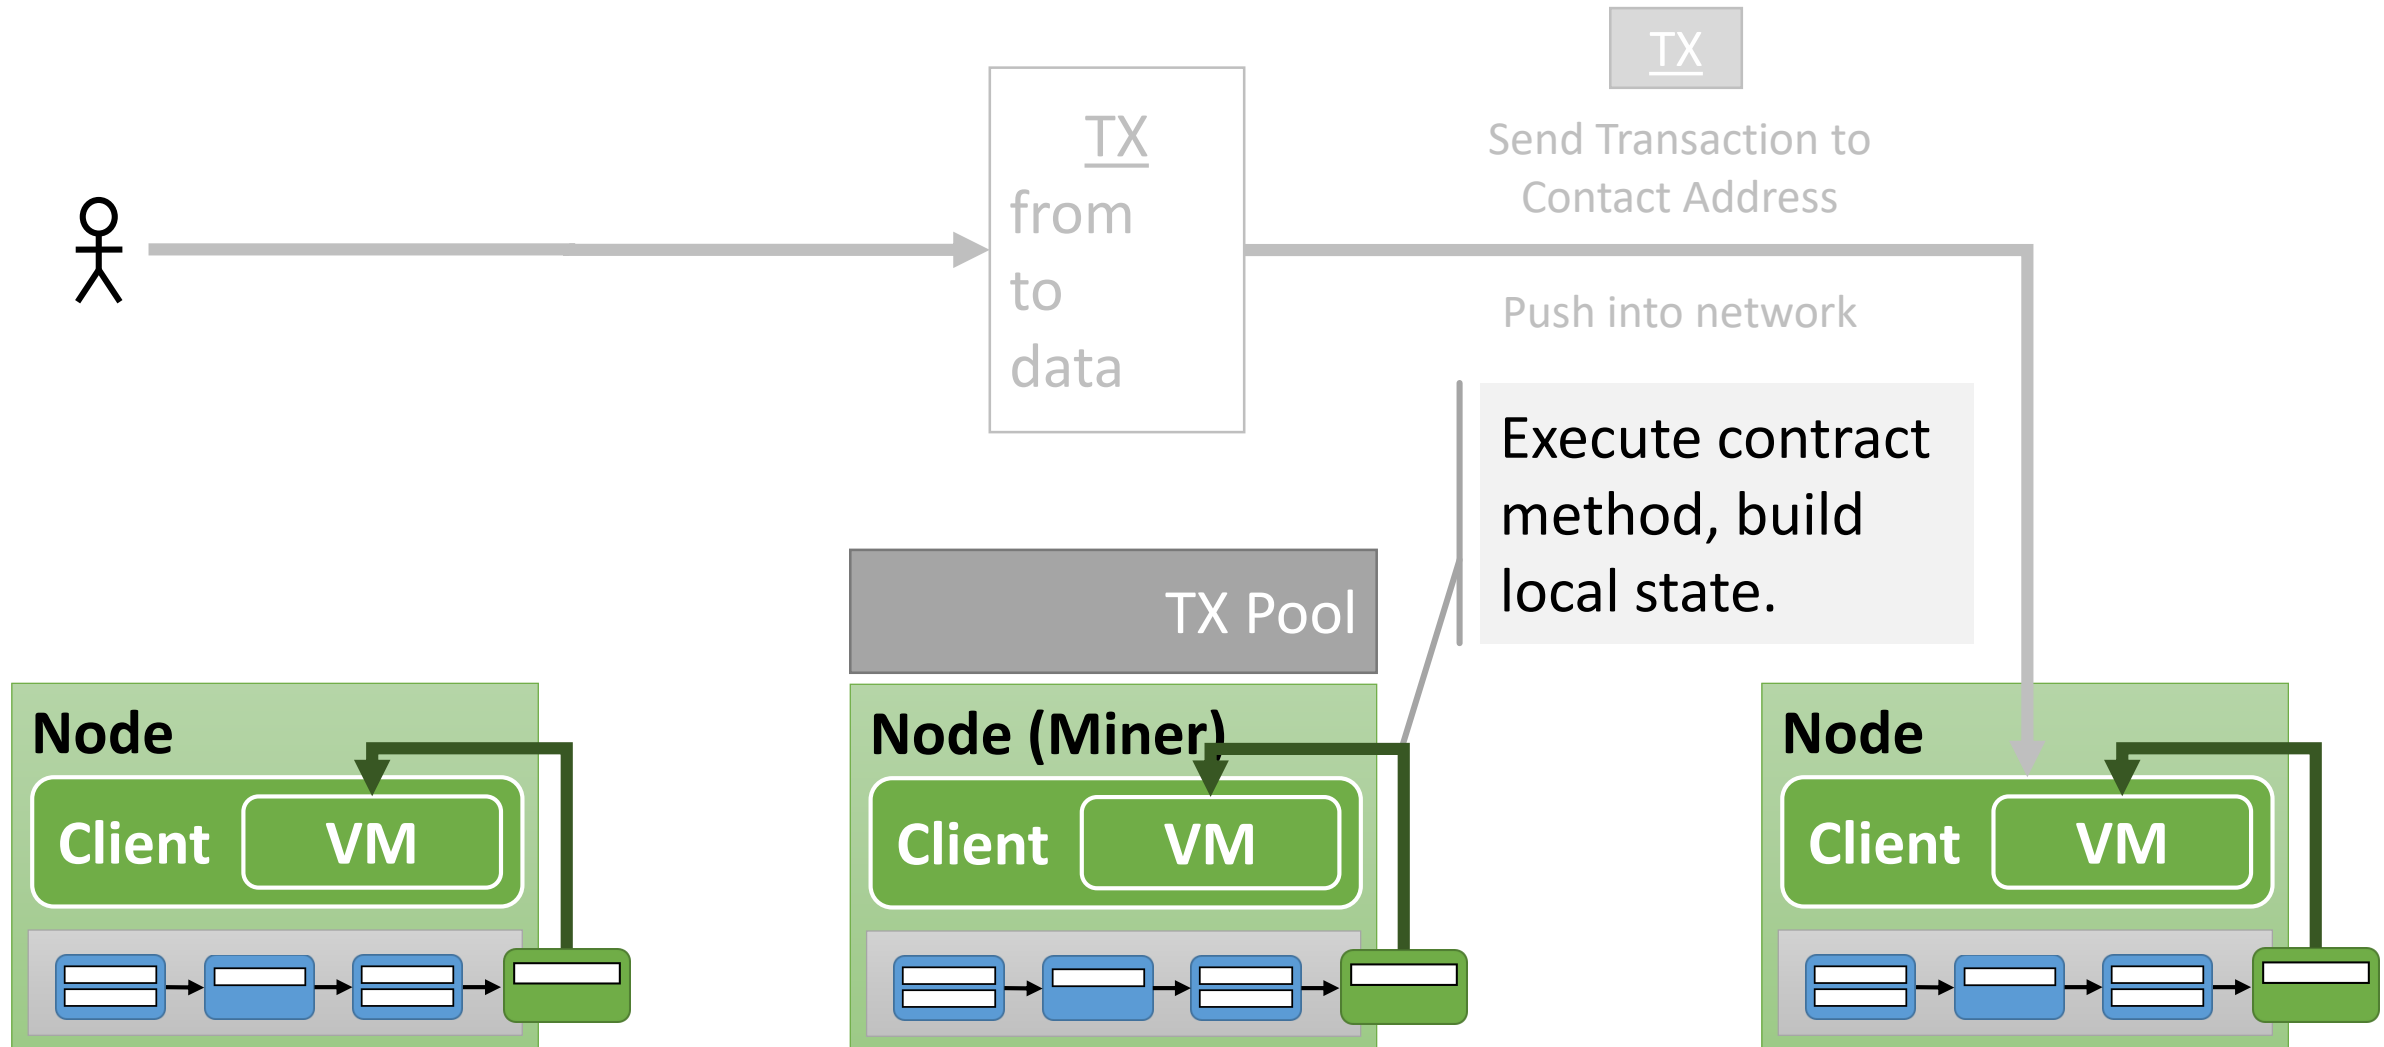 TX
Send Transaction to
Contact Address
TX
from
to
data
Push into network
Execute contract
method, build
local state.
TX Pool
Node
Client
VM
Node (Miner)
Client
VM
Node
Client
VM